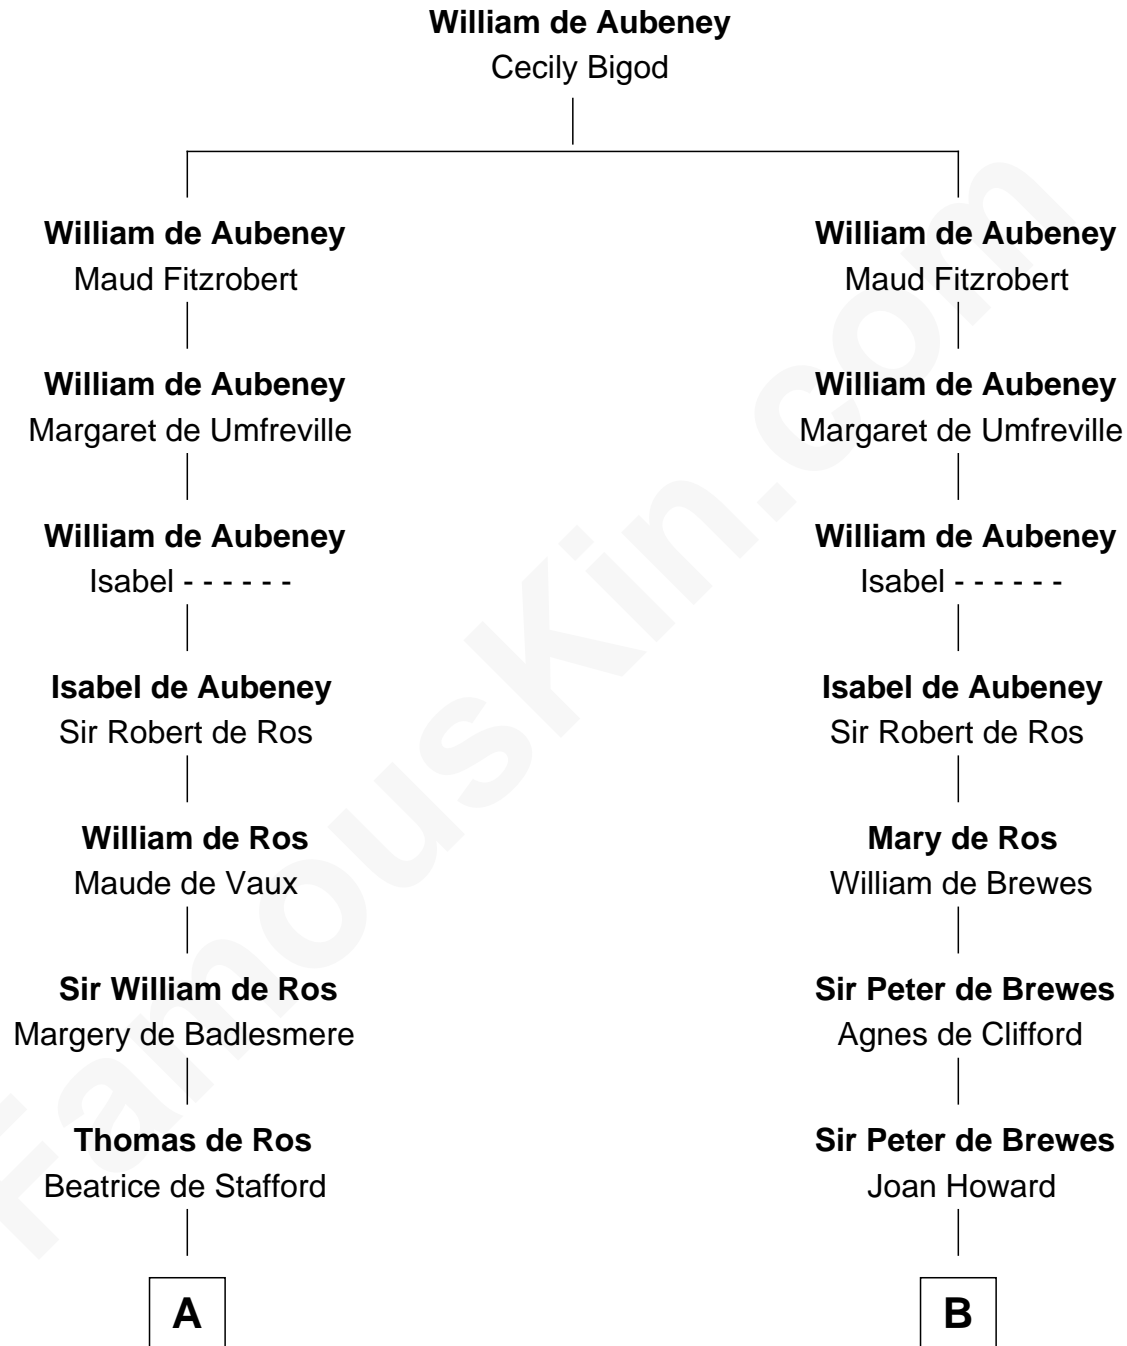 William de Aubeney
Cecily Bigod
William de Aubeney
Maud Fitzrobert
William de Aubeney
Margaret de Umfreville
William de Aubeney
Isabel - - - - - -
Isabel de Aubeney
Sir Robert de Ros
William de Ros
Maude de Vaux
Sir William de Ros
Margery de Badlesmere
Thomas de Ros
Beatrice de Stafford
A
William de Aubeney
Maud Fitzrobert
William de Aubeney
Margaret de Umfreville
William de Aubeney
Isabel - - - - - -
Isabel de Aubeney
Sir Robert de Ros
Mary de Ros
William de Brewes
Sir Peter de Brewes
Agnes de Clifford
Sir Peter de Brewes
Joan Howard
B
FamousKin.com